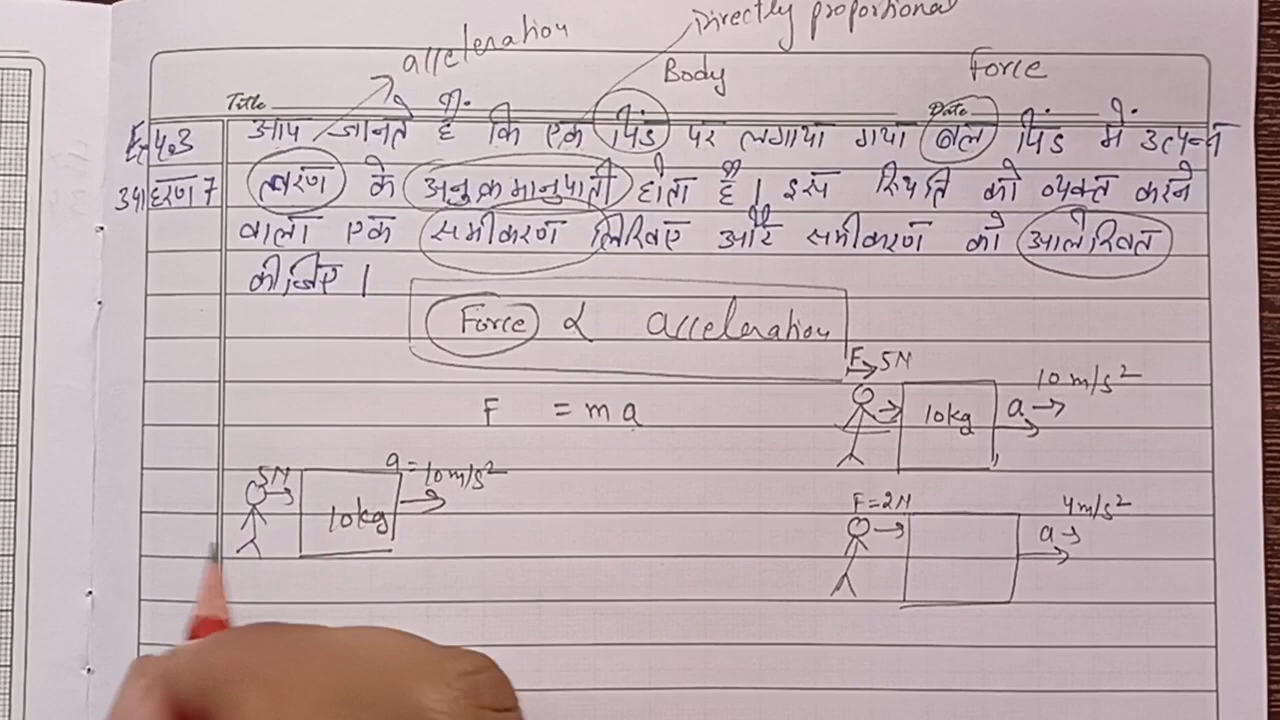 Directly proportional
acceleration
Body
Force
Title
Date
Ex 4.3 आप जानते हैं कि एक पिंड पर लगाया गया बल पिंड में उत्पन्न
उदाहरण 7 त्वरण के अनुक्रमानुपाती होता है। इस स्थिति को व्यक्त करने
वाला एक समीकरण लिखिए और समीकरण को आलेखित
कीजिए।
Force ∝ acceleration
F→ 5N
10 m/s²
10kg a→
F = ma
5N a = 10m/s²
10kg
F=2N 4m/s²
a→